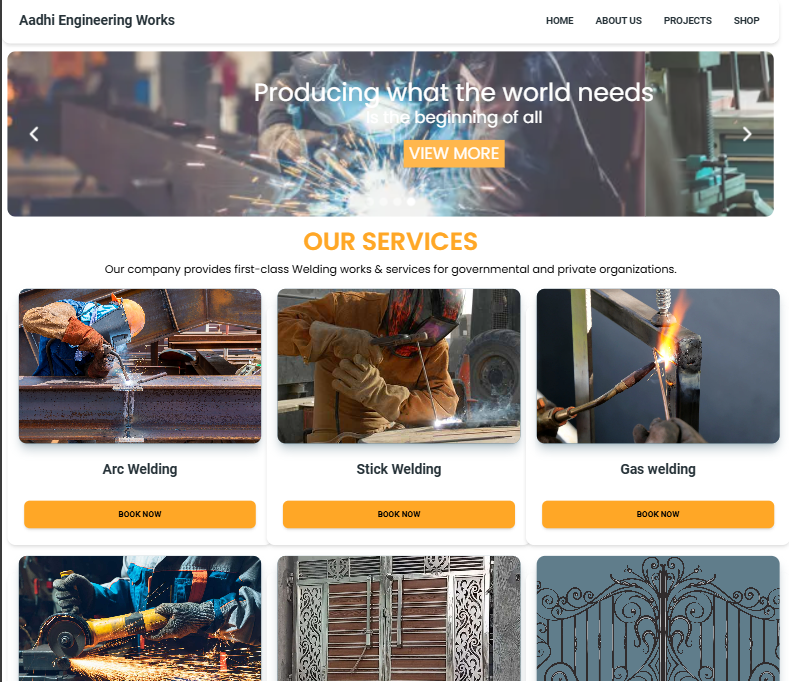 Aadhi Engineering Works
HOME ABOUT US PROJECTS SHOP
Producing what the world needs
is the beginning of all
VIEW MORE
OUR SERVICES
Our company provides first-class Welding works & services for governmental and private organizations.
Arc Welding
Stick Welding
Gas welding
BOOK NOW
BOOK NOW
BOOK NOW